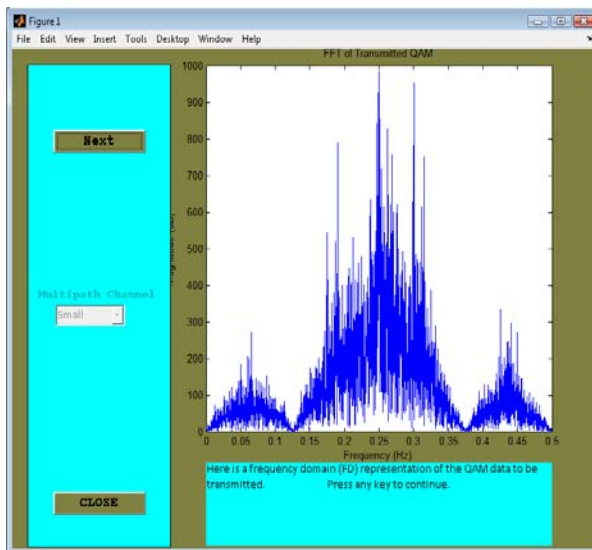 Figure 1
File Edit View Insert Tools Desktop Window Help
FFT of Transmitted QAM
1000
900
800
700
600
500
400
300
200
100
0
0 0.05 0.1 0.15 0.2 0.25 0.3 0.35 0.4 0.45 0.5
Frequency (Hz)
Next
Multipath Channel
Small
CLOSE
Here is a frequency domain (FD) representation of the QAM data to be
transmitted. Press any key to continue.